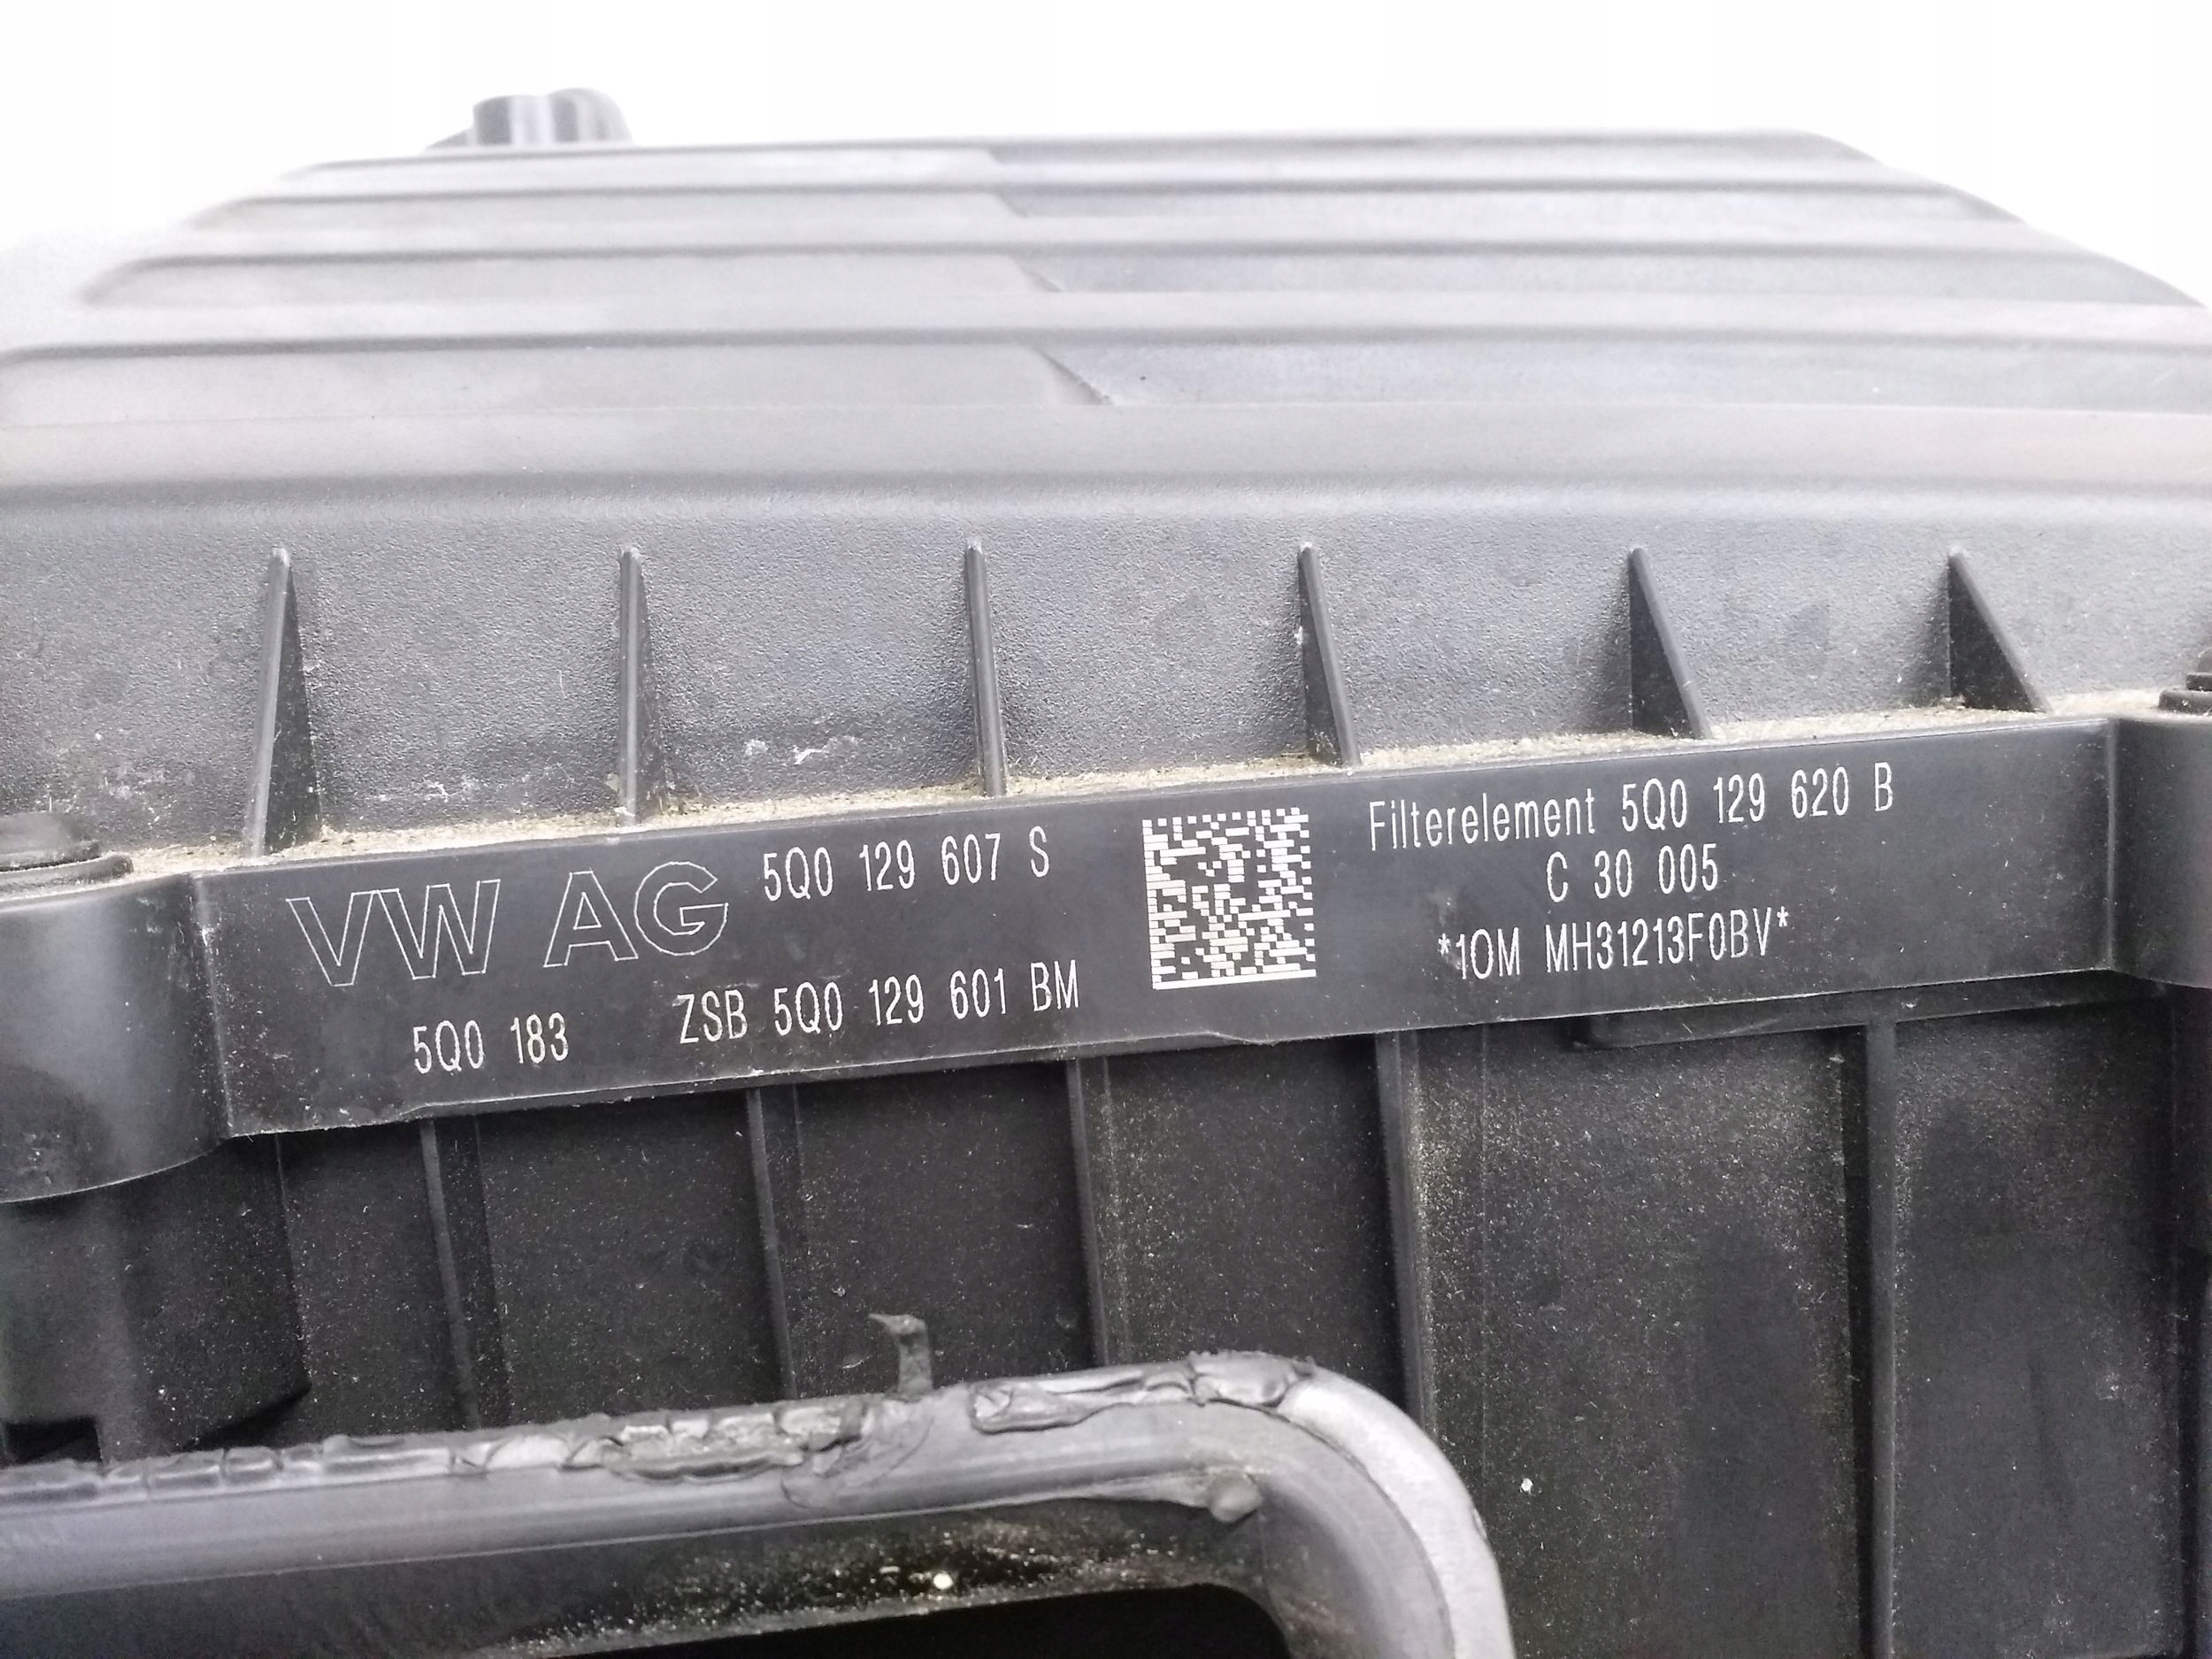 VW AG 5Q0 129 607 S
5Q0 183 ZSB 5Q0 129 601 BM
Filterelement 5Q0 129 620 B
C 30 005
*1OM MH31213F0BV*